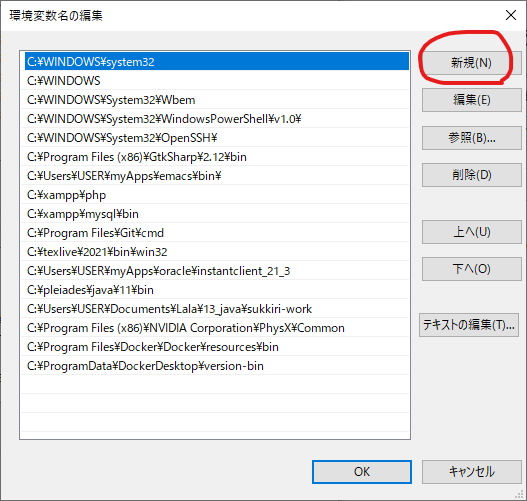 環境変数名の編集
C:¥WINDOWS¥system32
C:¥WINDOWS
C:¥WINDOWS¥System32¥Wbem
C:¥WINDOWS¥System32¥WindowsPowerShell¥v1.0¥
C:¥WINDOWS¥System32¥OpenSSH¥
C:¥Program Files (x86)¥GtkSharp¥2.12¥bin
C:¥Users¥USER¥myApps¥emacs¥bin¥
C:¥xampp¥php
C:¥xampp¥mysql¥bin
C:¥Program Files¥Git¥cmd
C:¥texlive¥2021¥bin¥win32
C:¥Users¥USER¥myApps¥oracle¥instantclient_21_3
C:¥pleiades¥java¥11¥bin
C:¥Users¥USER¥Documents¥Lala¥13_java¥sukkiri-work
C:¥Program Files (x86)¥NVIDIA Corporation¥PhysX¥Common
C:¥Program Files¥Docker¥Docker¥resources¥bin
C:¥ProgramData¥DockerDesktop¥version-bin
新規(N)
編集(E)
参照(B)...
削除(D)
上へ(U)
下へ(O)
テキストの編集(T)...
OK
キャンセル